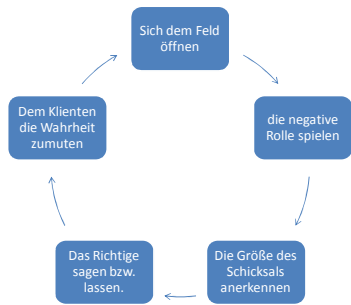 Sich dem Feld
öffnen
die negative
Rolle spielen
Die Größe des
Schicksals
anerkennen
Das Richtige
sagen bzw.
lassen.
Dem Klienten
die Wahrheit
zumuten